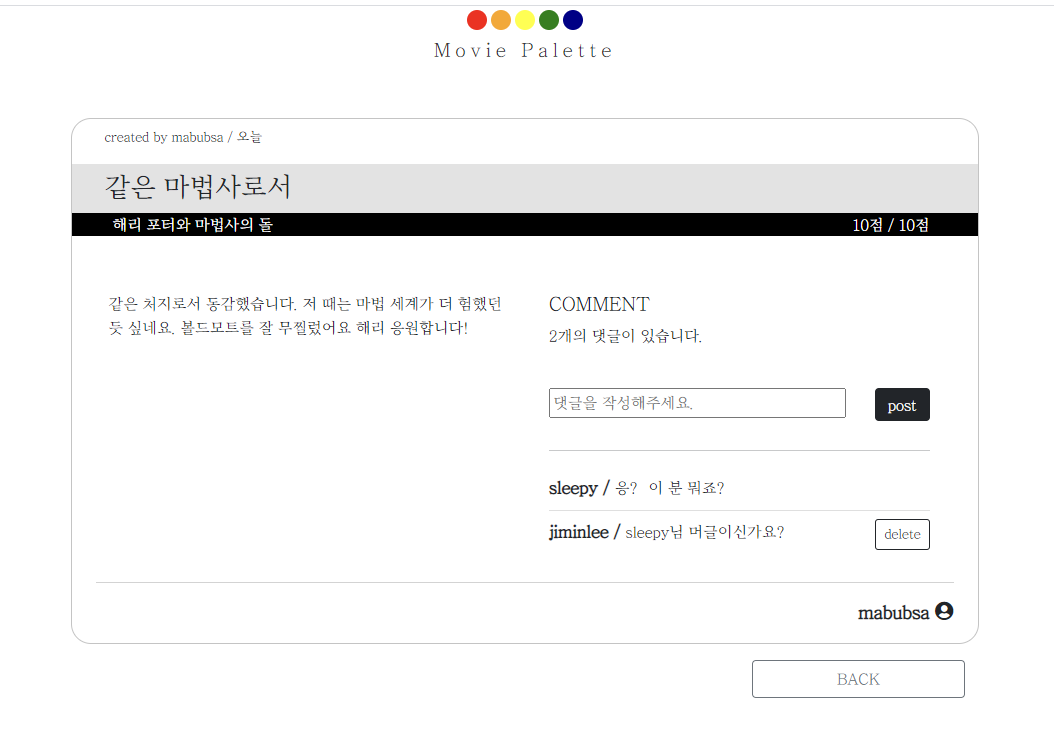 Movie Palette
created by mabubsa / 오늘
같은 마법사로서
해리 포터와 마법사의 돌 10점 / 10점
같은 처지로서 동감했습니다. 저 때는 마법 세계가 더 험했던
듯 싶네요. 볼드모트를 잘 무찔렀어요 해리 응원합니다!
COMMENT
2개의 댓글이 있습니다.
댓글을 작성해주세요. post
sleepy / 응? 이 분 뭐죠?
jiminlee / sleepy님 머글이신가요? delete
mabubsa
BACK